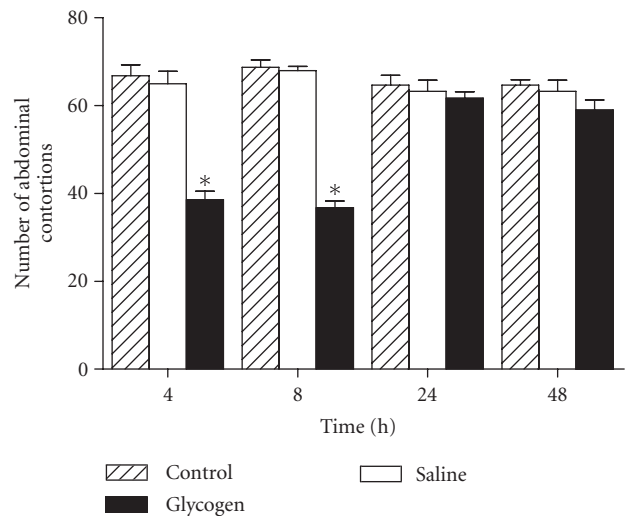 80
60
40
20
0
Number of abdominal
contortions
*
*
4 8 24 48
Time (h)
Control Saline
Glycogen